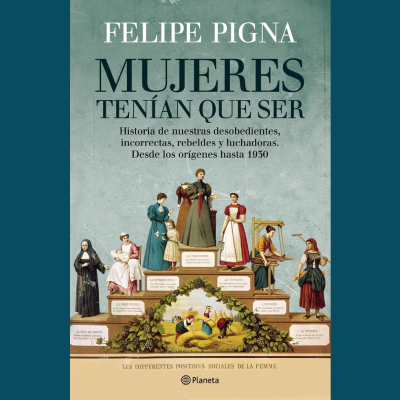 FELIPE PIGNA
MUJERES
TENÍAN QUE SER
Historia de nuestras desobedientes,
incorrectas, rebeldes y luchadoras.
Desde los orígenes hasta 1930
LES DIFFÉRENTES POSITIONS SOCIALES DE LA FEMME
Planeta